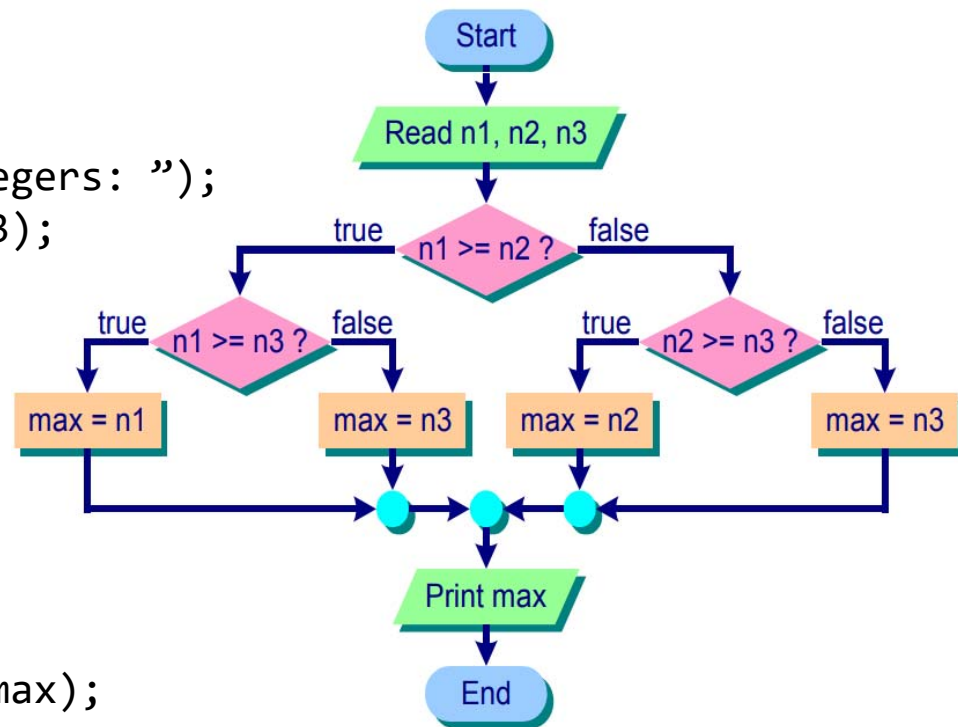 Start
Read n1, n2, n3
egers: ”);
3);
true
n1 >= n2 ?
false
true
n1 >= n3 ?
false
true
n2 >= n3 ?
false
max = n1
max = n3
max = n2
max = n3
Print max
max);
End